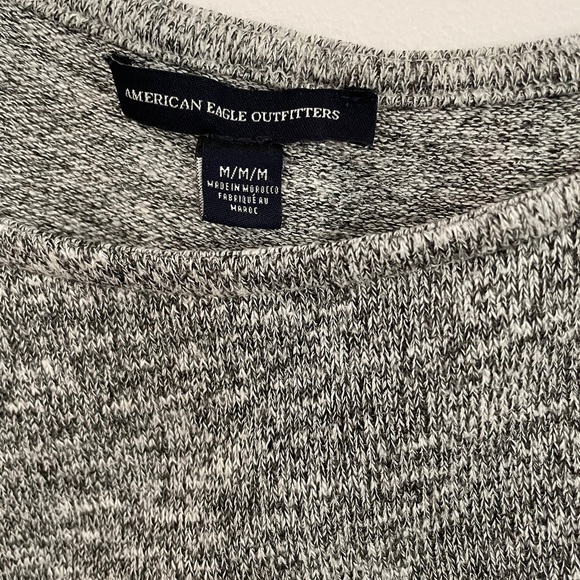 AMERICAN EAGLE OUTFITTERS
M/M/M
MADE IN MOROCCO
FABRIQUÉ AU
MAROC